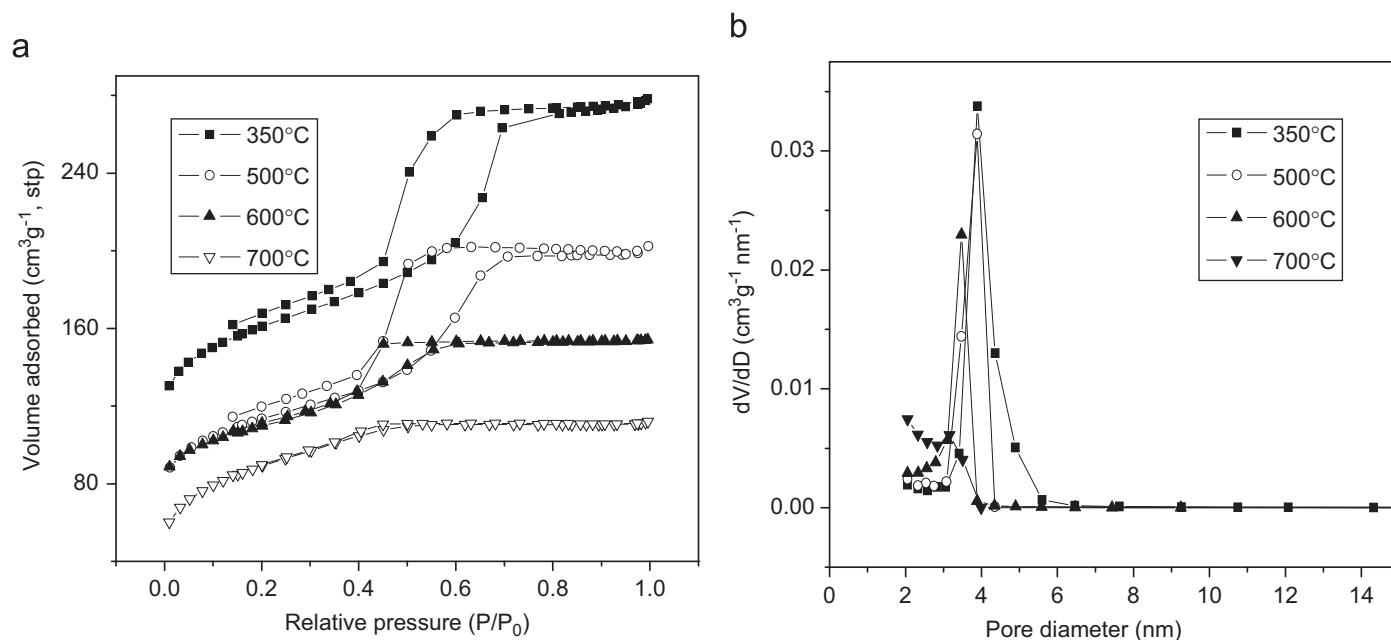 a
Volume adsorbed (cm³g⁻¹, stp)
240
160
80
350°C
500°C
600°C
700°C
0.0 0.2 0.4 0.6 0.8 1.0
Relative pressure (P/P₀)
b
dV/dD (cm³g⁻¹ nm⁻¹)
0.03
0.02
0.01
0.00
350°C
500°C
600°C
700°C
0 2 4 6 8 10 12 14
Pore diameter (nm)